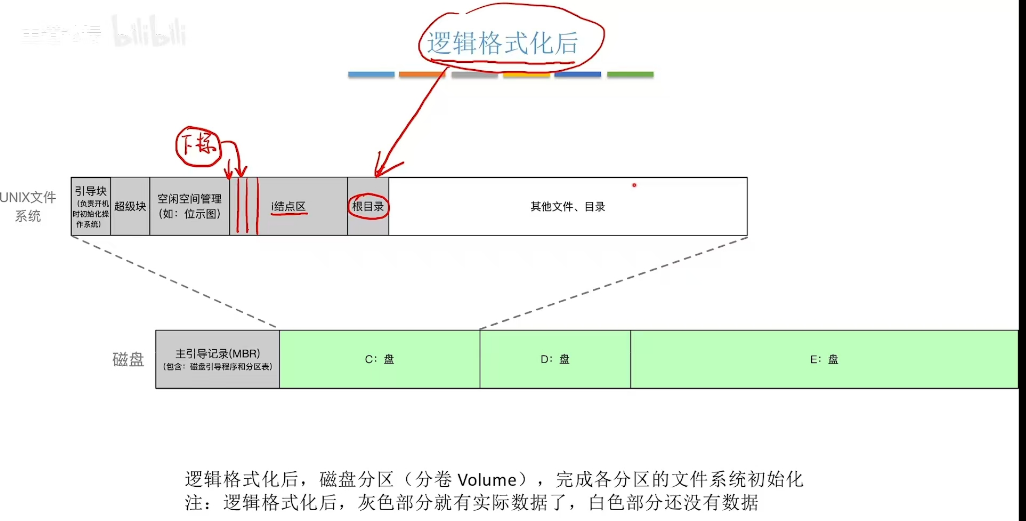 bilibili
逻辑格式化后
下标
UNIX文件
系统
引导块
(负责开机
时初始化操
作系统)
超级块
空闲空间管理
(如：位示图)
i结点区
根目录
其他文件、目录
磁盘
主引导记录(MBR)
(包含：磁盘引导程序和分区表)
C：盘
D：盘
E：盘
逻辑格式化后，磁盘分区（分卷 Volume），完成各分区的文件系统初始化
注：逻辑格式化后，灰色部分就有实际数据了，白色部分还没有数据